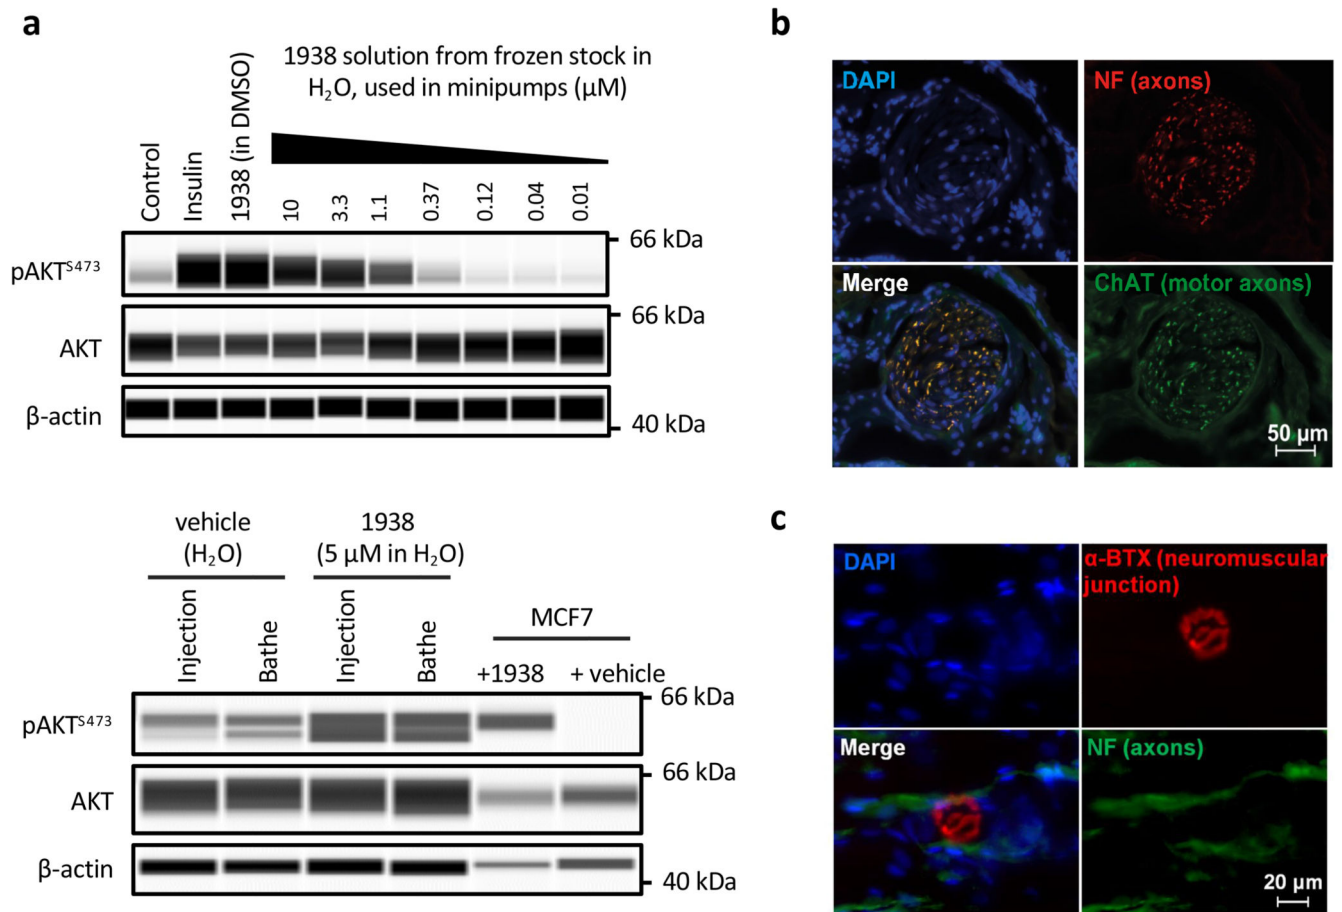 a
1938 solution from frozen stock in
H₂O, used in minipumps (µM)
Control
Insulin
1938 (in DMSO)
10
3.3
1.1
0.37
0.12
0.04
0.01
pAKTS473
66 kDa
AKT
66 kDa
β-actin
40 kDa
vehicle
(H₂O)
1938
(5 µM in H₂O)
MCF7
Injection
Bathe
Injection
Bathe
+1938
+ vehicle
pAKTS473
66 kDa
AKT
66 kDa
β-actin
40 kDa
b
DAPI
NF (axons)
Merge
ChAT (motor axons)
50 µm
c
DAPI
α-BTX (neuromuscular
junction)
Merge
NF (axons)
20 µm